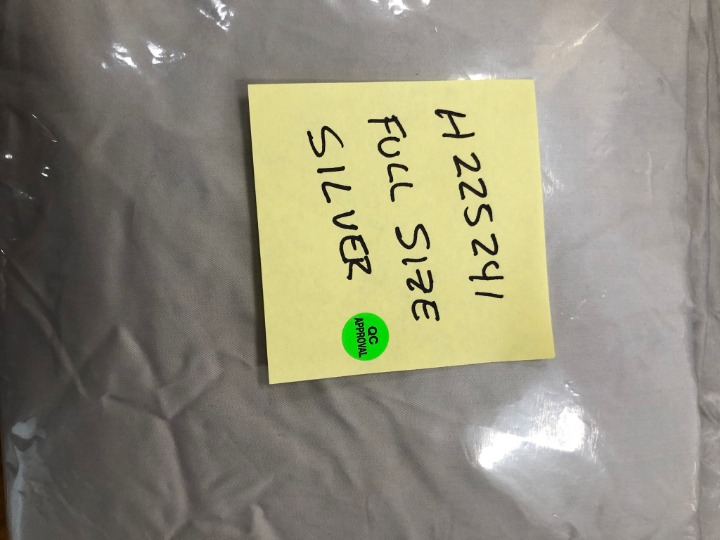 H225241
FULL SIZE
SILVER
QC
APPROVAL